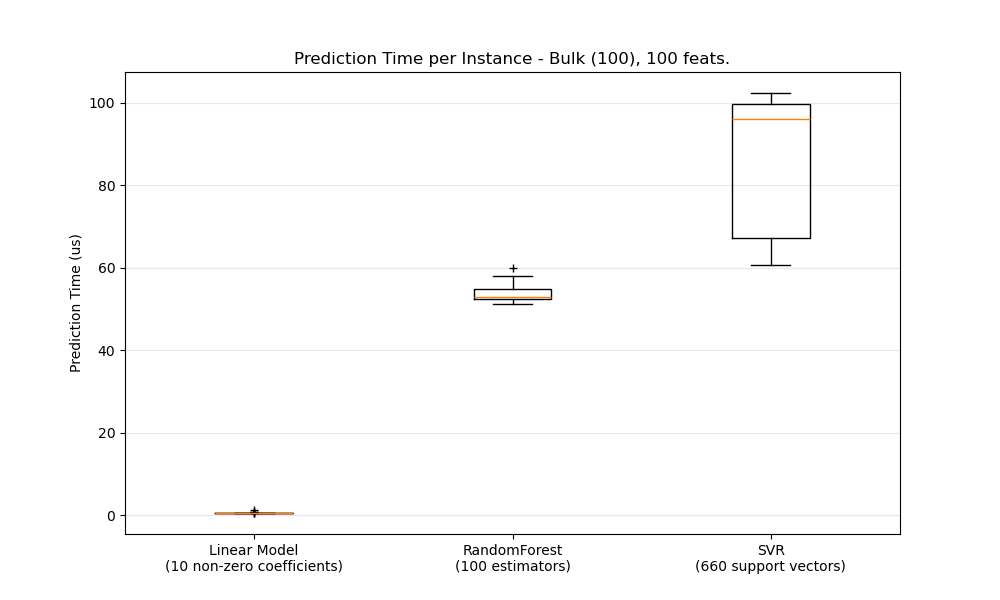 Prediction Time per Instance - Bulk (100), 100 feats.
Prediction Time (us)
100
80
60
40
20
0
Linear Model
(10 non-zero coefficients)
RandomForest
(100 estimators)
SVR
(660 support vectors)